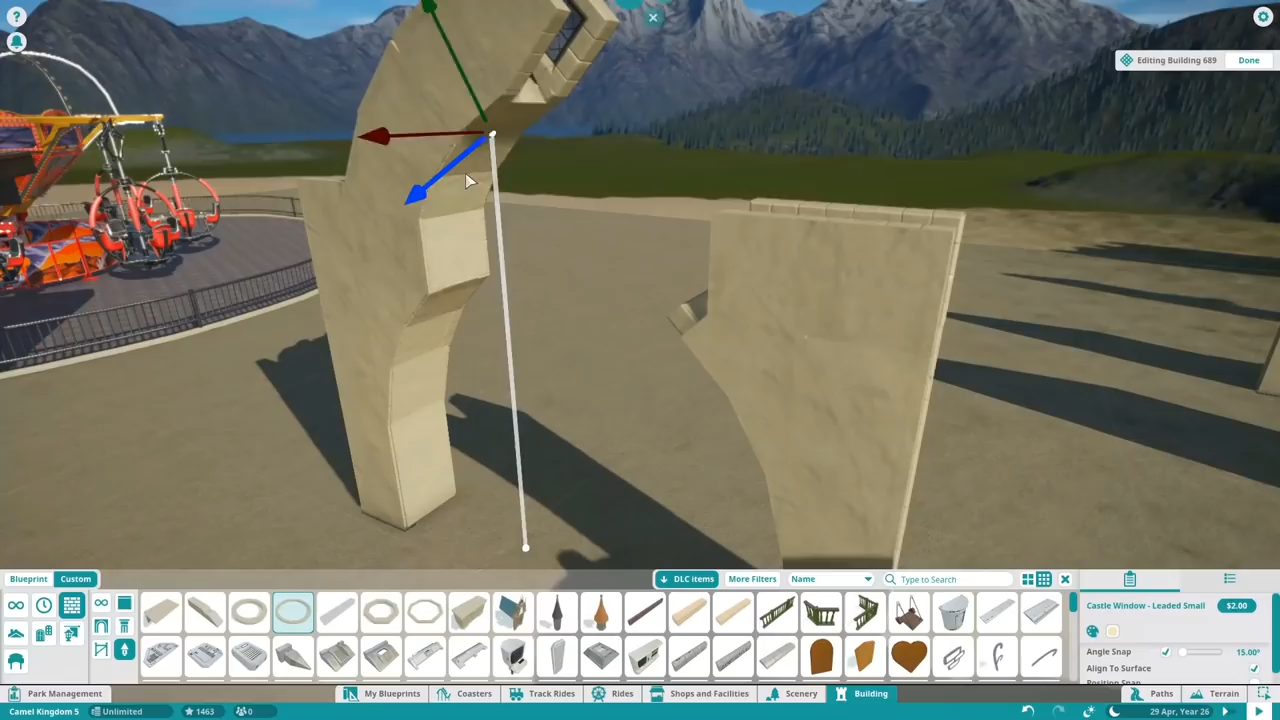 ?
Editing Building 689
Done
Blueprint
Custom
DLC items
More Filters
Name
Type to Search
Castle Window - Leaded Small
$2.00
Angle Snap
15.00°
Align To Surface
Park Management
My Blueprints
Coasters
Track Rides
Rides
Shops and Facilities
Scenery
Building
Paths
Terrain
Camel Kingdom 5
Unlimited
1463
0
29 Apr, Year 26